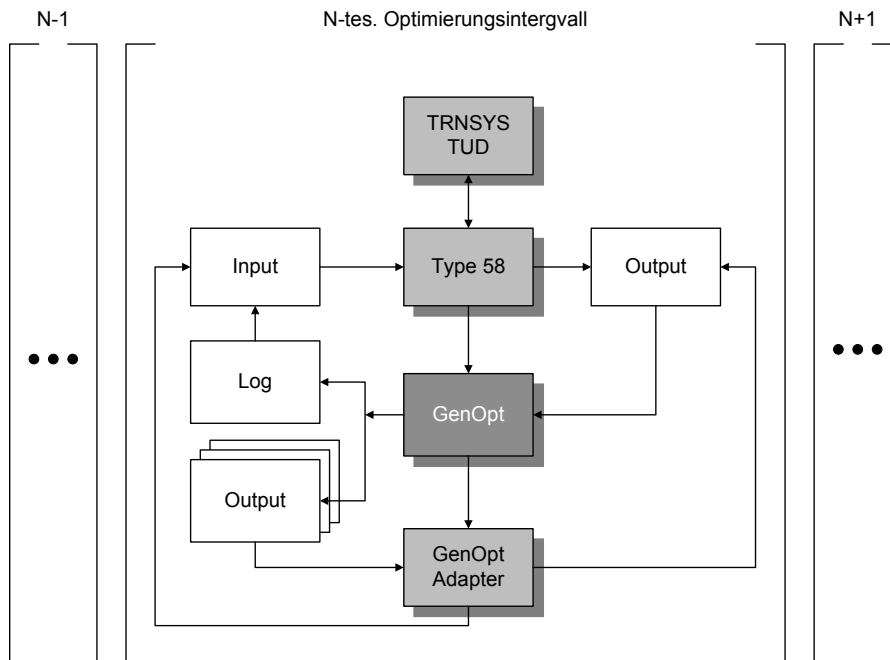 N-1
N-tes. Optimierungsintergvall
N+1
TRNSYS
TUD
Input
Type 58
Output
Log
GenOpt
Output
GenOpt
Adapter